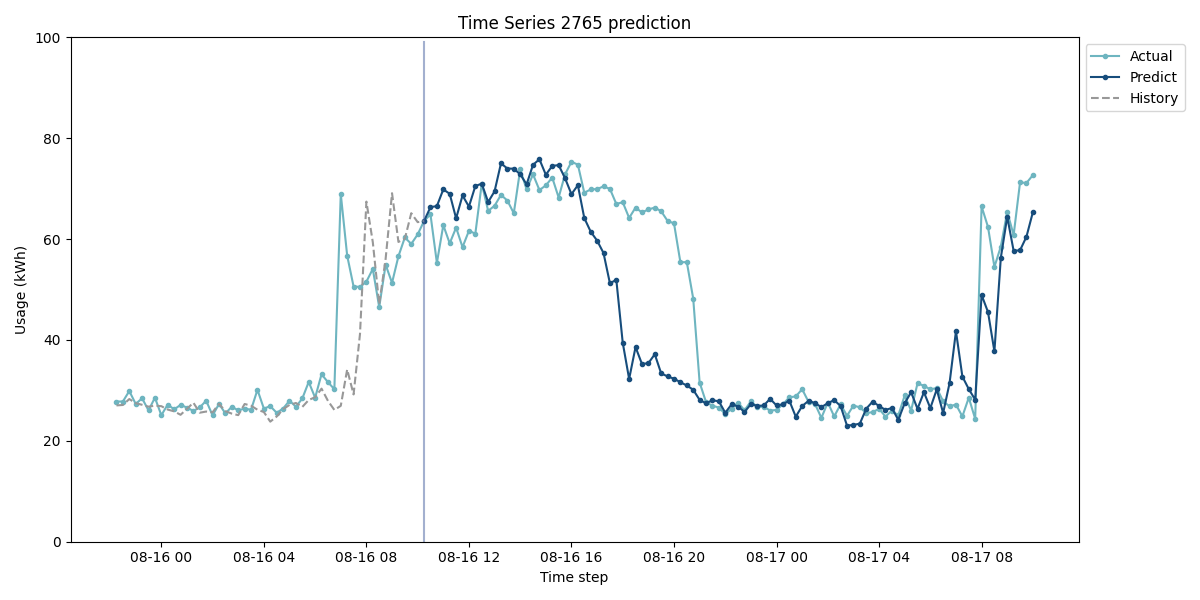 Time Series 2765 prediction
100
80
60
40
20
0
Usage (kWh)
08-16 00
08-16 04
08-16 08
08-16 12
08-16 16
08-16 20
08-17 00
08-17 04
08-17 08
Time step
Actual
Predict
History